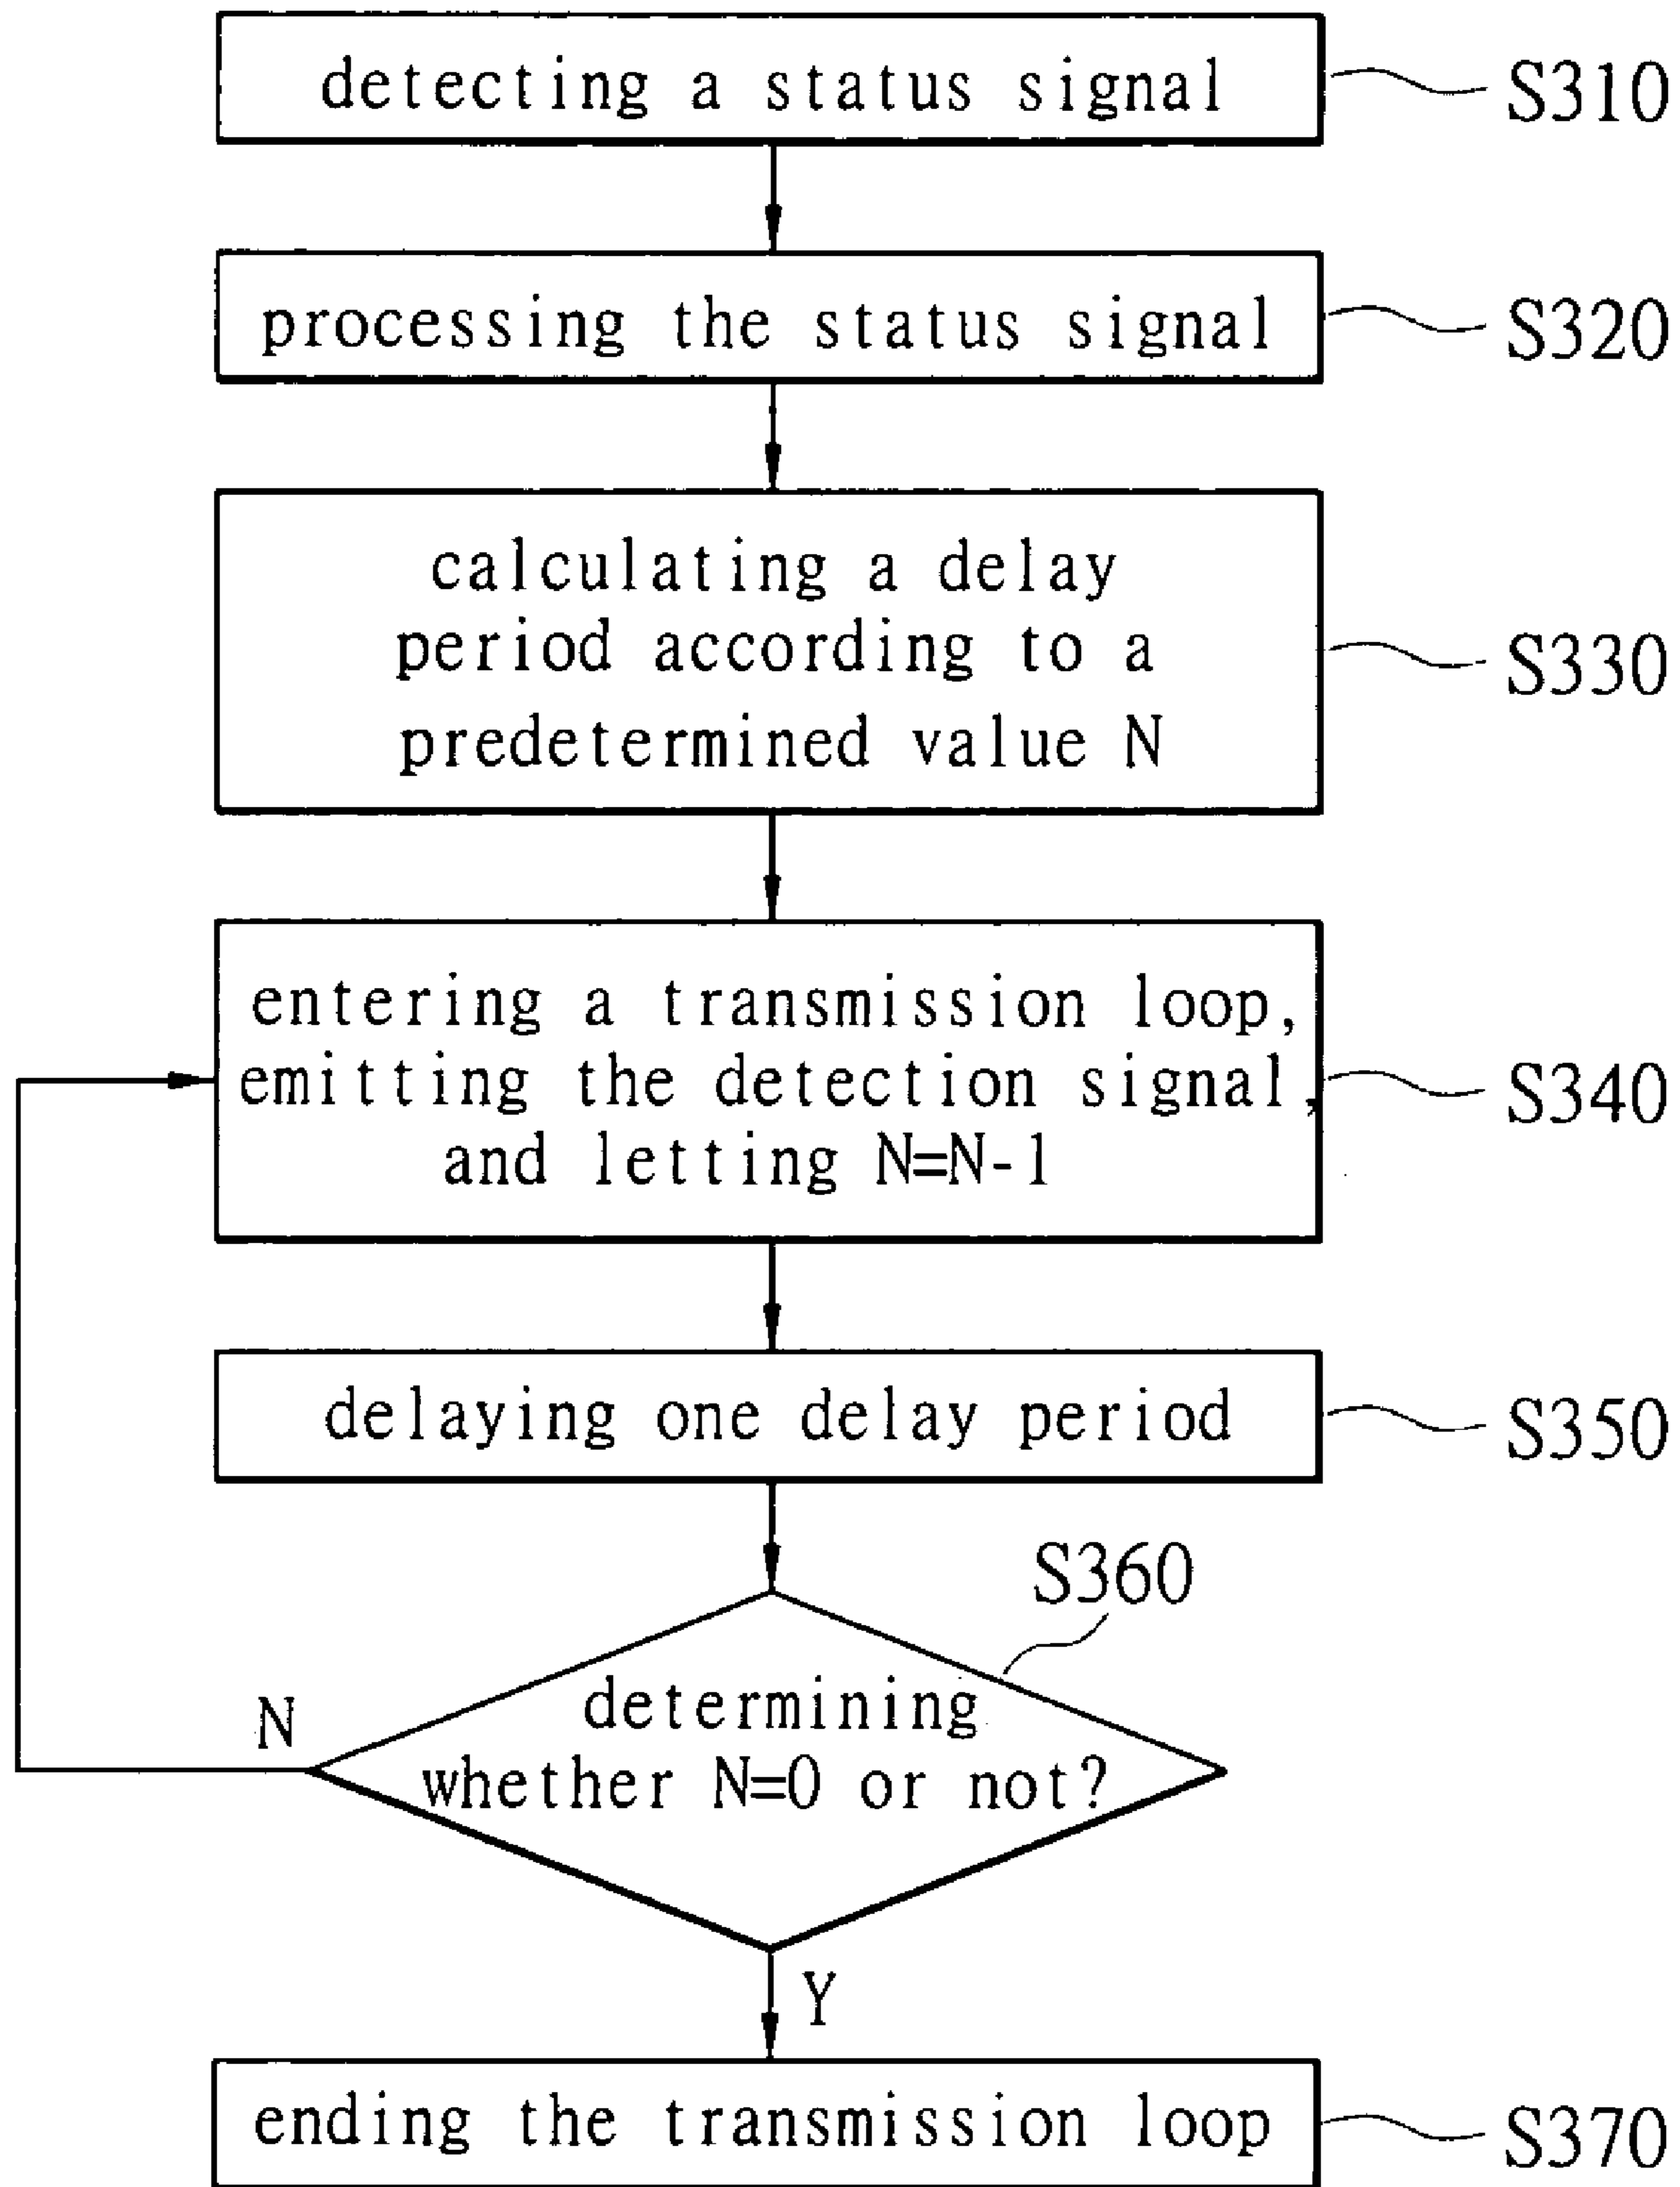 detecting a status signal
S310
processing the status signal
S320
calculating a delay
period according to a
predetermined value N
S330
entering a transmission loop,
emitting the detection signal,
and letting N=N-1
S340
delaying one delay period
S350
S360
determining
whether N=0 or not?
N
Y
ending the transmission loop
S370